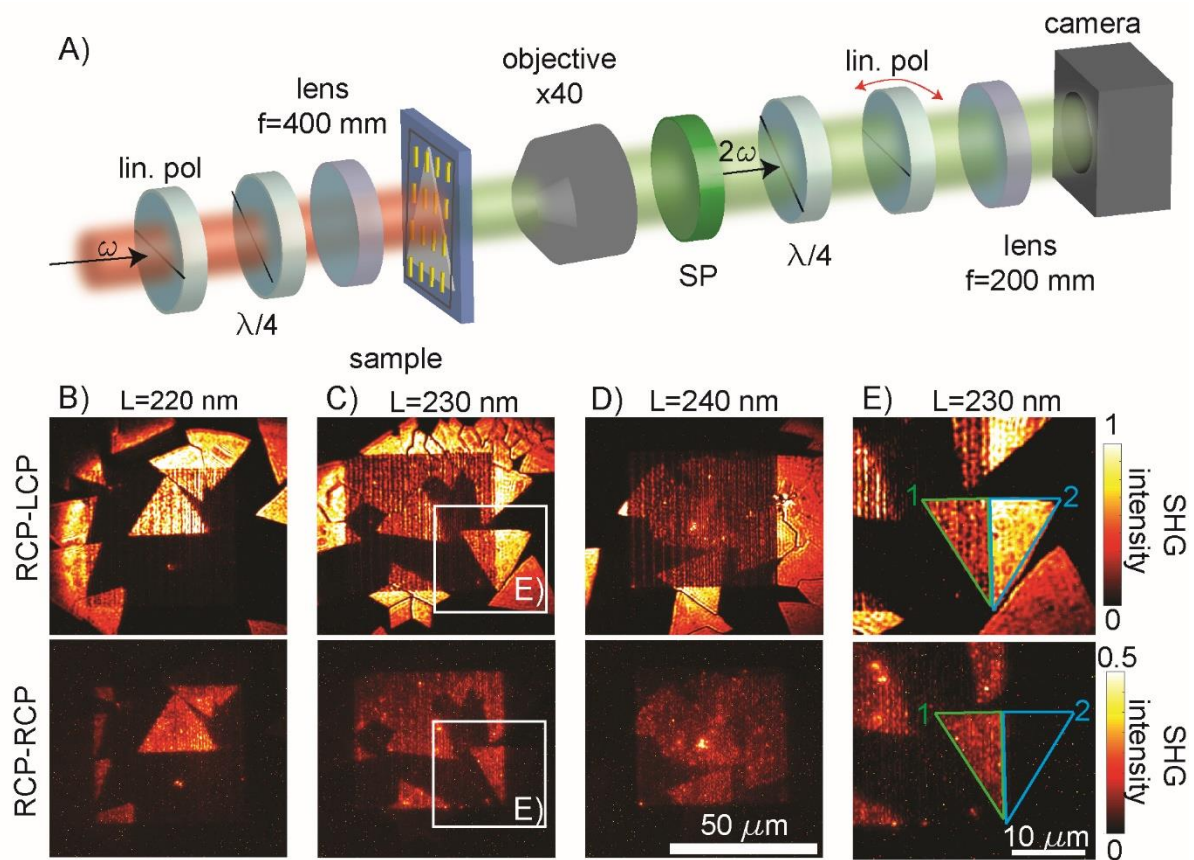 A)
lin. pol
ω
λ/4
lens
f=400 mm
sample
objective
x40
SP
2ω
λ/4
lin. pol
lens
f=200 mm
camera
B) L=220 nm
C) L=230 nm
D) L=240 nm
E) L=230 nm
RCP-LCP
E)
1
2
1
SHG
intensity
0
RCP-RCP
E)
50 μm
1
2
10 μm
0.5
SHG
intensity
0